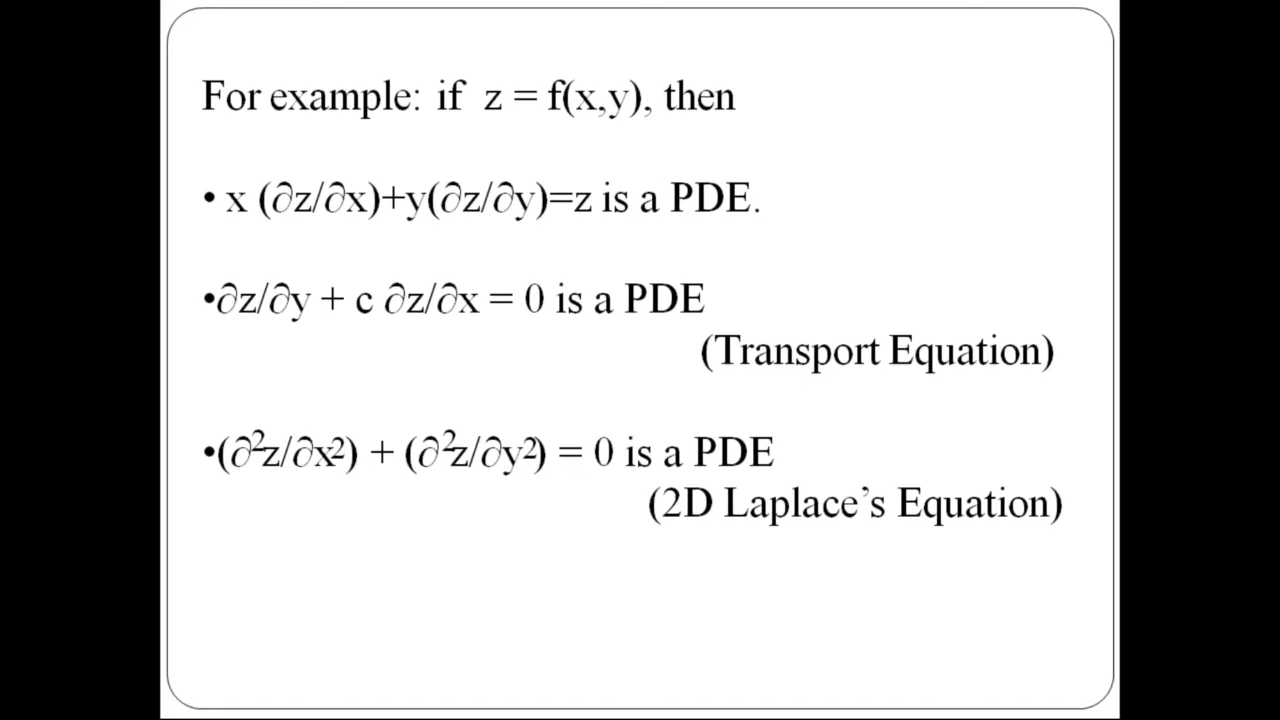 For example: if z = f(x,y), then
• x (∂z/∂x)+y(∂z/∂y)=z is a PDE.
•∂z/∂y + c ∂z/∂x = 0 is a PDE
(Transport Equation)
•(∂²z/∂x²) + (∂²z/∂y²) = 0 is a PDE
(2D Laplace’s Equation)